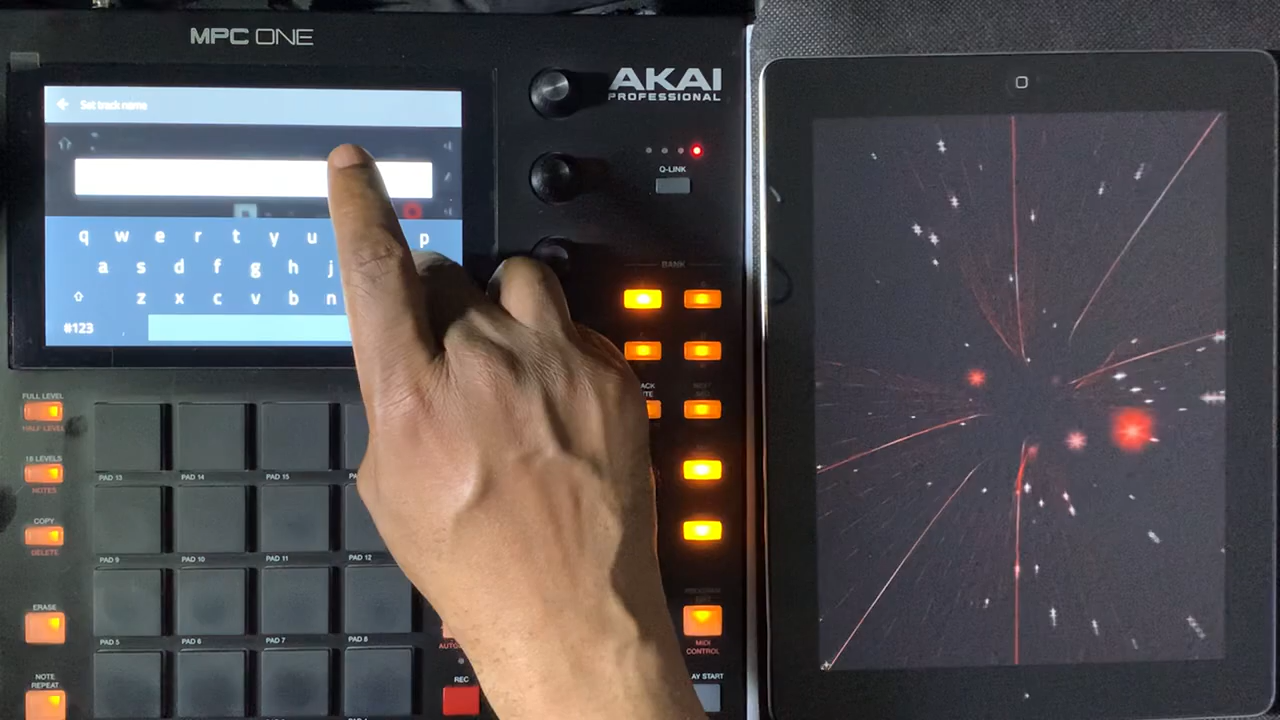 MPC ONE
AKAI
PROFESSIONAL
Set track name
Q-LINK
q w e r t y u p
a s d f g h j
z x c v b n
#123
BANK
FULL LEVEL
HALF LEVEL
PAD 13
PAD 14
PAD 15
16 LEVELS
NOTES
COPY
DELETE
PAD 9
PAD 10
PAD 11
PAD 12
ERASE
PAD 5
PAD 6
PAD 7
PAD 8
MIDI
CONTROL
NOTE
REPEAT
REC
AY START